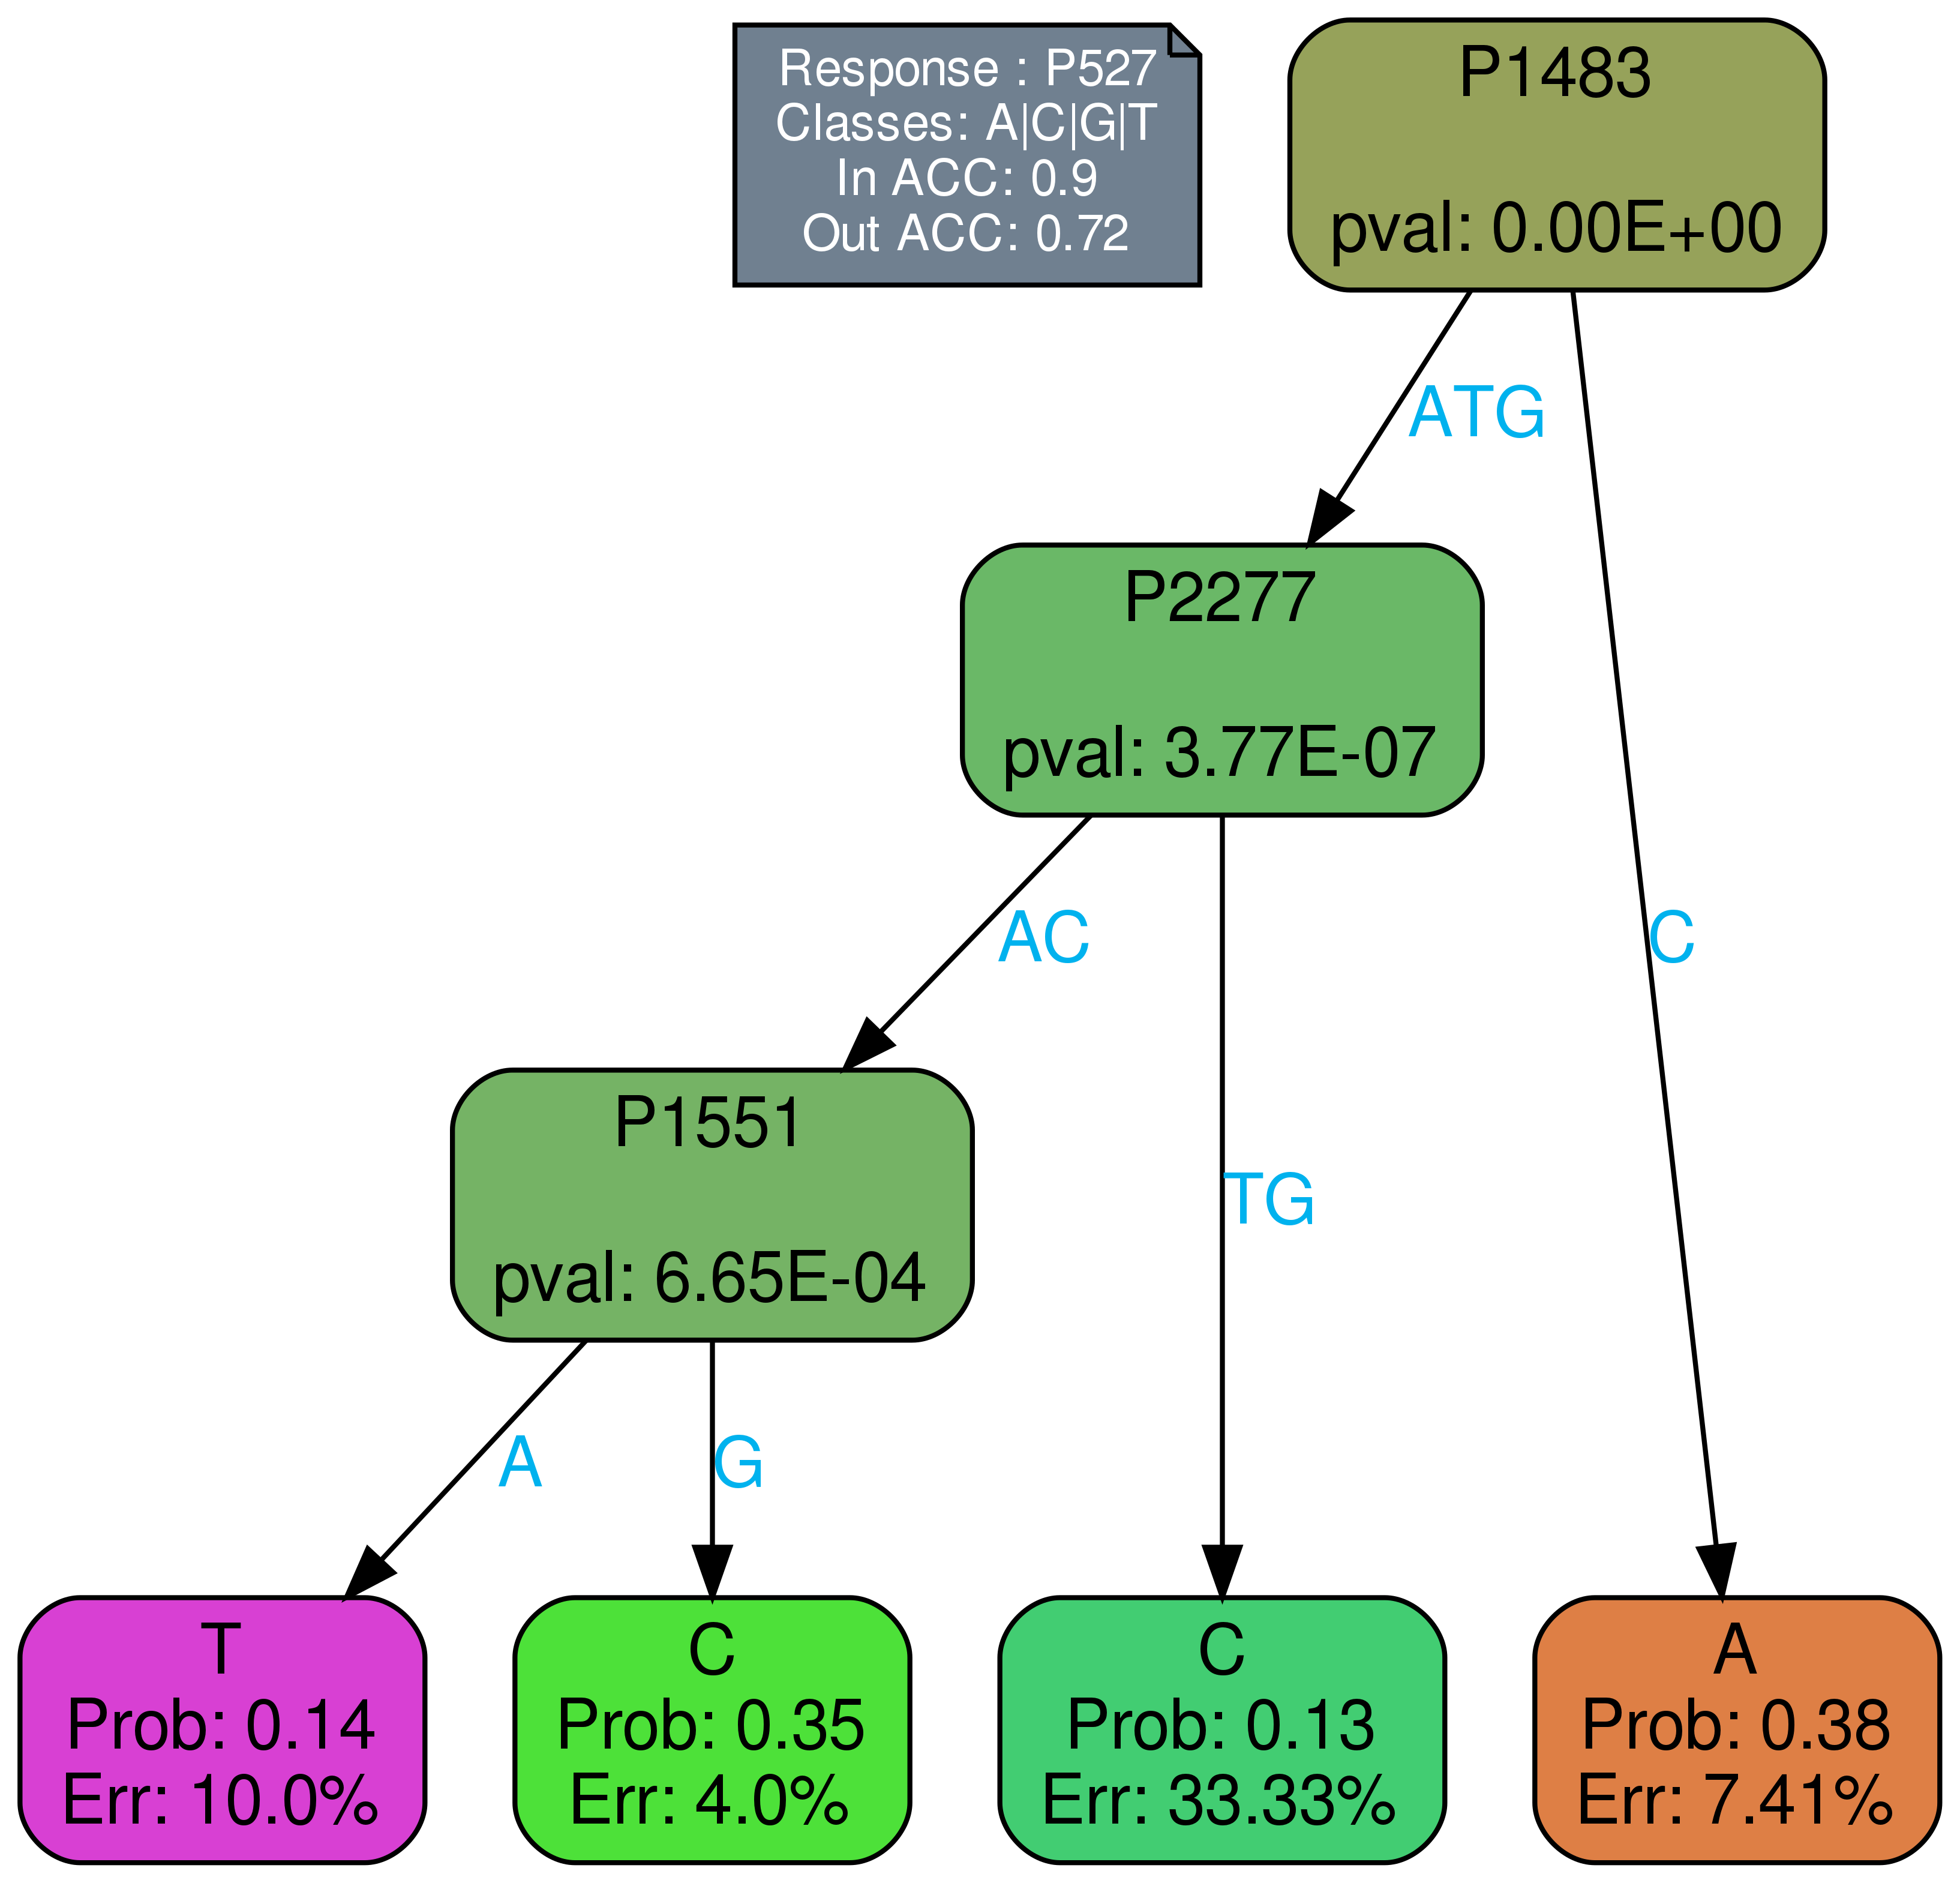 Response : P527
Classes: A|C|G|T
In ACC: 0.9
Out ACC: 0.72
P1483
pval: 0.00E+00
ATG
P2277
pval: 3.77E-07
AC
C
P1551
pval: 6.65E-04
TG
A
G
T
Prob: 0.14
Err: 10.0%
C
Prob: 0.35
Err: 4.0%
C
Prob: 0.13
Err: 33.33%
A
Prob: 0.38
Err: 7.41%